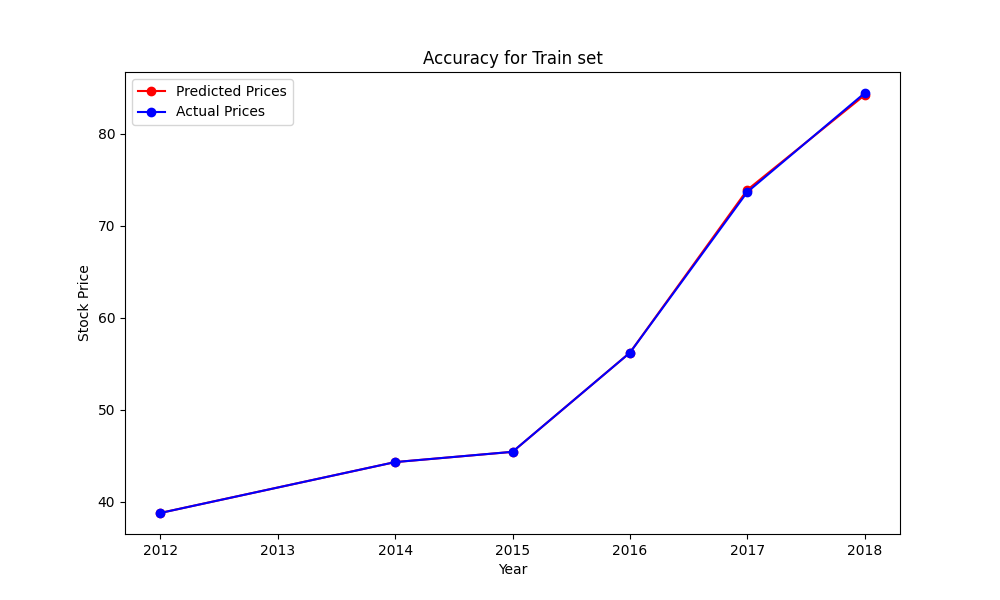 Accuracy for Train set
Predicted Prices
Actual Prices
80
70
60
50
40
Stock Price
2012 2013 2014 2015 2016 2017 2018
Year